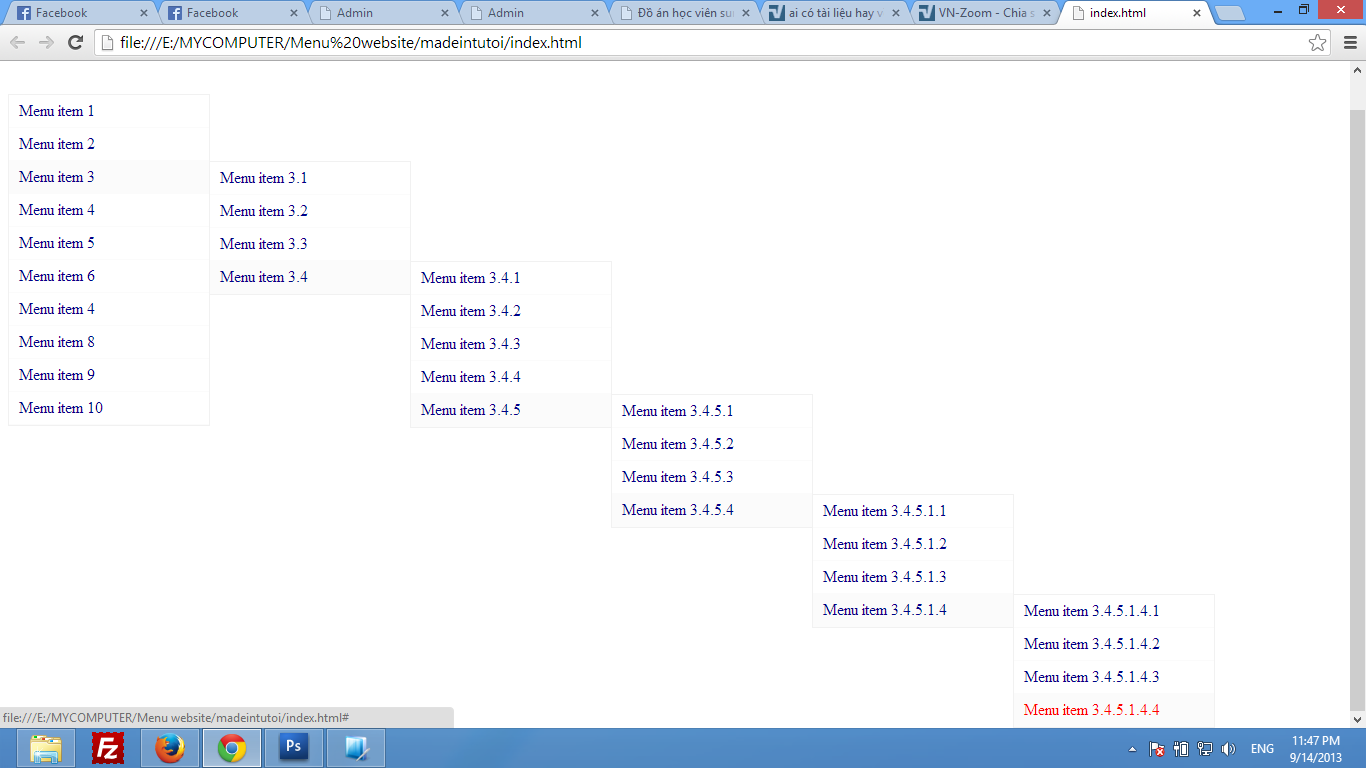 Facebook
Facebook
Admin
Admin
Đồ án học viên su
ai có tài liệu hay v
VN-Zoom - Chia s
index.html
file:///E:/MYCOMPUTER/Menu%20website/madeintutoi/index.html
Menu item 1
Menu item 2
Menu item 3
Menu item 4
Menu item 5
Menu item 6
Menu item 4
Menu item 8
Menu item 9
Menu item 10
Menu item 3.1
Menu item 3.2
Menu item 3.3
Menu item 3.4
Menu item 3.4.1
Menu item 3.4.2
Menu item 3.4.3
Menu item 3.4.4
Menu item 3.4.5
Menu item 3.4.5.1
Menu item 3.4.5.2
Menu item 3.4.5.3
Menu item 3.4.5.4
Menu item 3.4.5.1.1
Menu item 3.4.5.1.2
Menu item 3.4.5.1.3
Menu item 3.4.5.1.4
Menu item 3.4.5.1.4.1
Menu item 3.4.5.1.4.2
Menu item 3.4.5.1.4.3
Menu item 3.4.5.1.4.4
file:///E:/MYCOMPUTER/Menu website/madeintutoi/index.html#
Fz
Ps
ENG
11:47 PM
9/14/2013